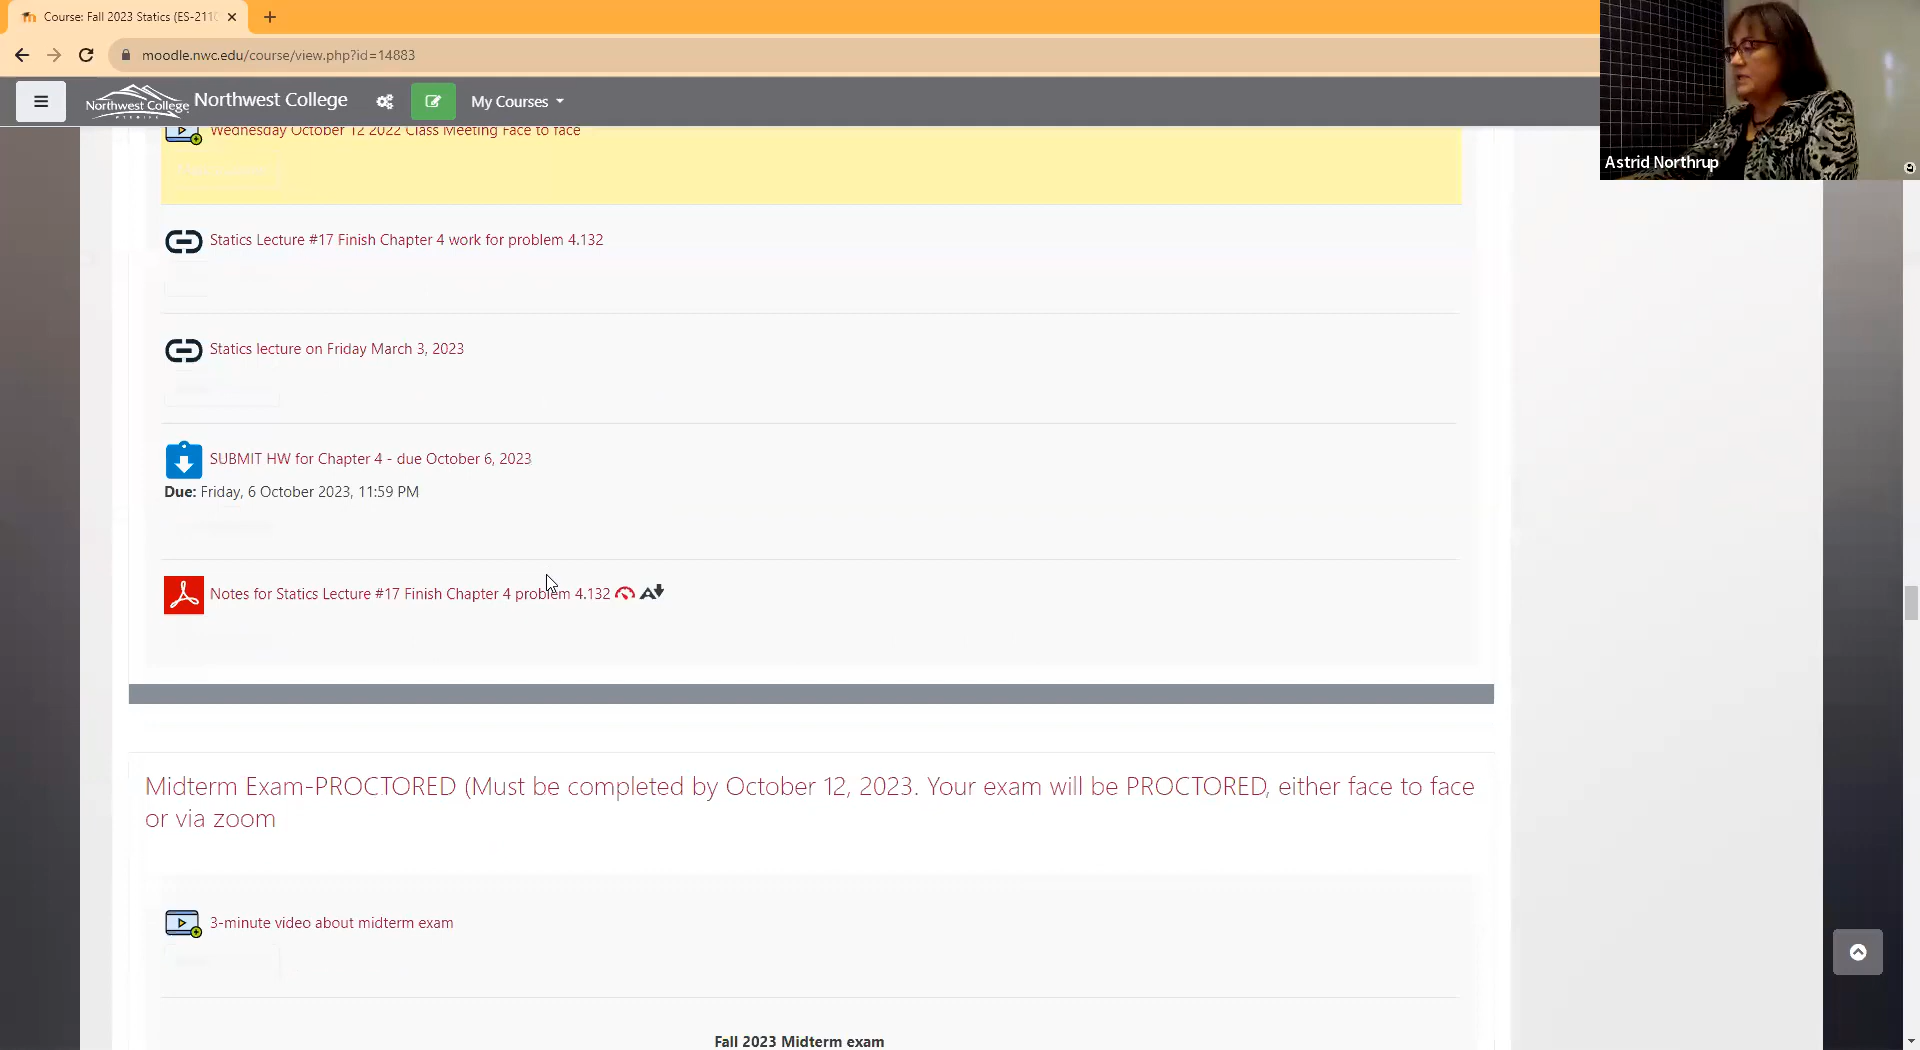 Course: Fall 2023 Statics (ES-211
moodle.nwc.edu/course/view.php?id=14883
Northwest College
Northwest College
My Courses
Astrid Northrup
Wednesday October 12 2022 Class Meeting Face to face
Statics Lecture #17 Finish Chapter 4 work for problem 4.132
Statics lecture on Friday March 3, 2023
SUBMIT HW for Chapter 4 - due October 6, 2023
Due: Friday, 6 October 2023, 11:59 PM
Notes for Statics Lecture #17 Finish Chapter 4 problem 4.132
Midterm Exam-PROCTORED (Must be completed by October 12, 2023. Your exam will be PROCTORED, either face to face
or via zoom
3-minute video about midterm exam
Fall 2023 Midterm exam